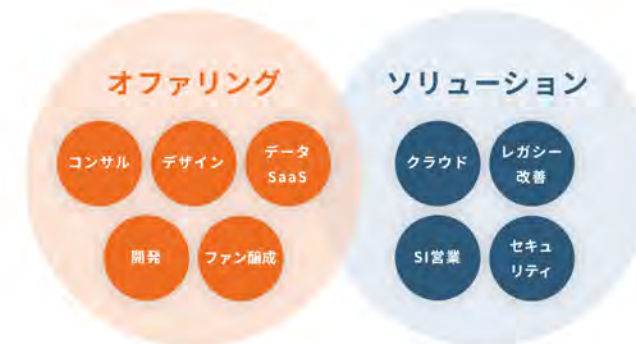 オファリング
コンサル
デザイン
データ
SaaS
開発
ファン醸成
ソリューション
クラウド
レガシー
改善
SI営業
セキュ
リティ